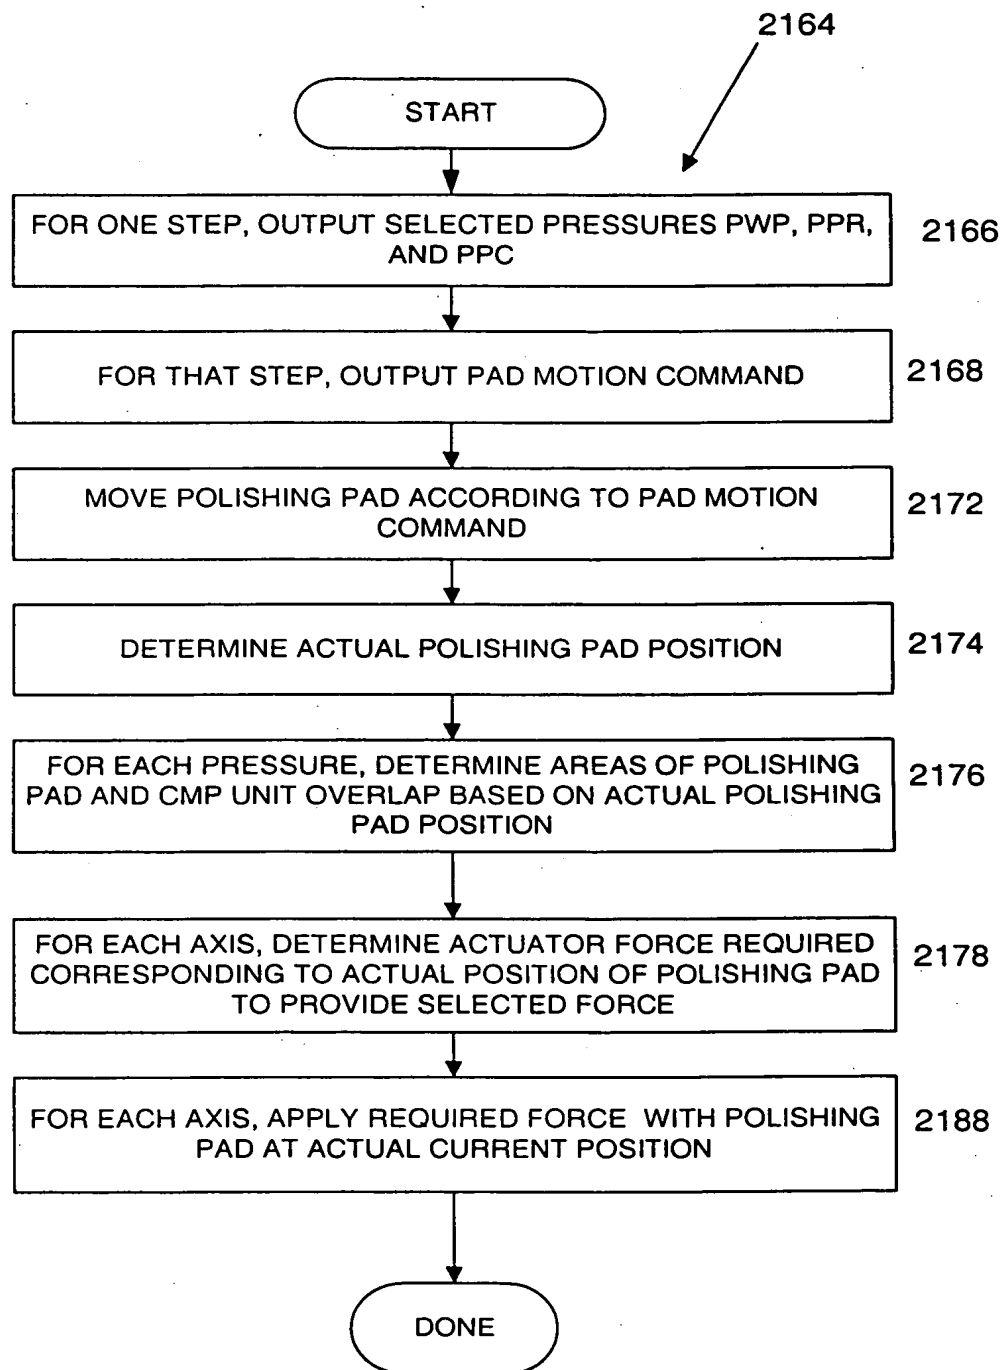 2164
START
FOR ONE STEP, OUTPUT SELECTED PRESSURES PWP, PPR,
AND PPC
2166
FOR THAT STEP, OUTPUT PAD MOTION COMMAND
2168
MOVE POLISHING PAD ACCORDING TO PAD MOTION
COMMAND
2172
DETERMINE ACTUAL POLISHING PAD POSITION
2174
FOR EACH PRESSURE, DETERMINE AREAS OF POLISHING
PAD AND CMP UNIT OVERLAP BASED ON ACTUAL POLISHING
PAD POSITION
2176
FOR EACH AXIS, DETERMINE ACTUATOR FORCE REQUIRED
CORRESPONDING TO ACTUAL POSITION OF POLISHING PAD
TO PROVIDE SELECTED FORCE
2178
FOR EACH AXIS, APPLY REQUIRED FORCE WITH POLISHING
PAD AT ACTUAL CURRENT POSITION
2188
DONE